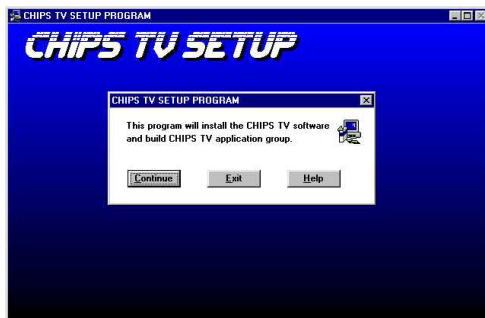 CHIPS TV SETUP PROGRAM
CHIPS TV SETUP
CHIPS TV SETUP PROGRAM
This program will install the CHIPS TV software
and build CHIPS TV application group.
Continue Exit Help